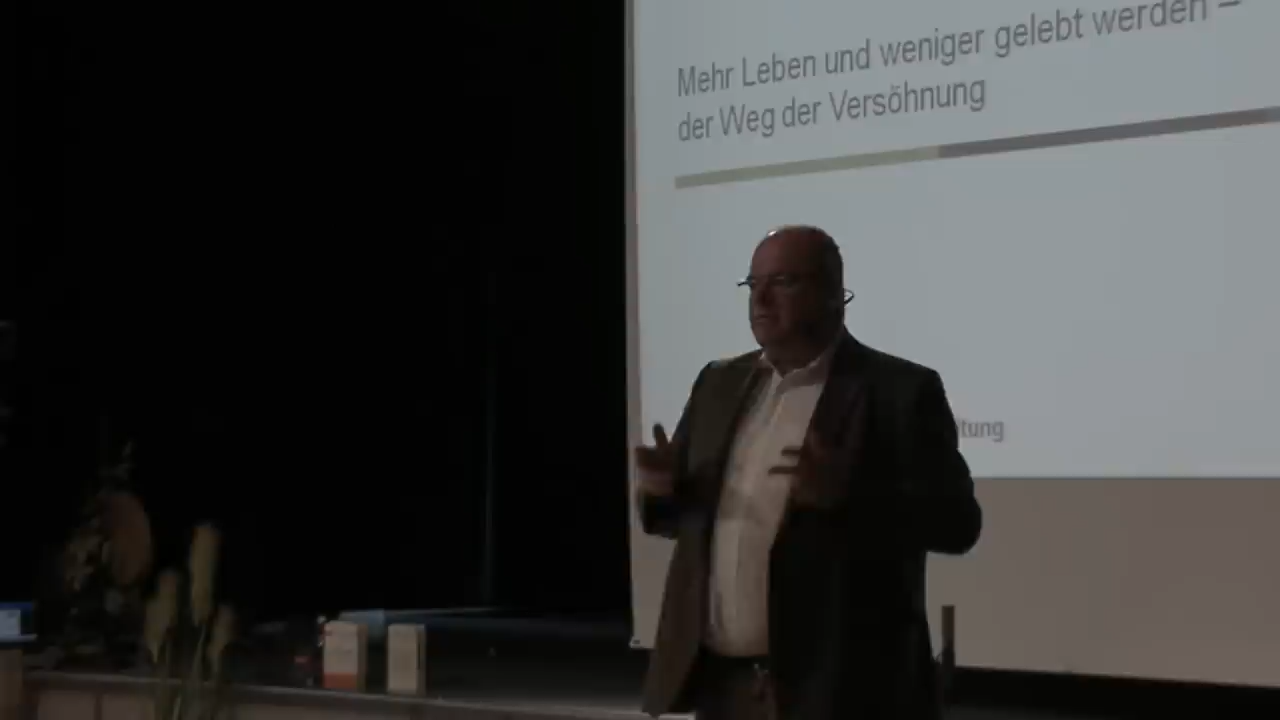 Mehr Leben und weniger gelebt werden –
der Weg der Versöhnung